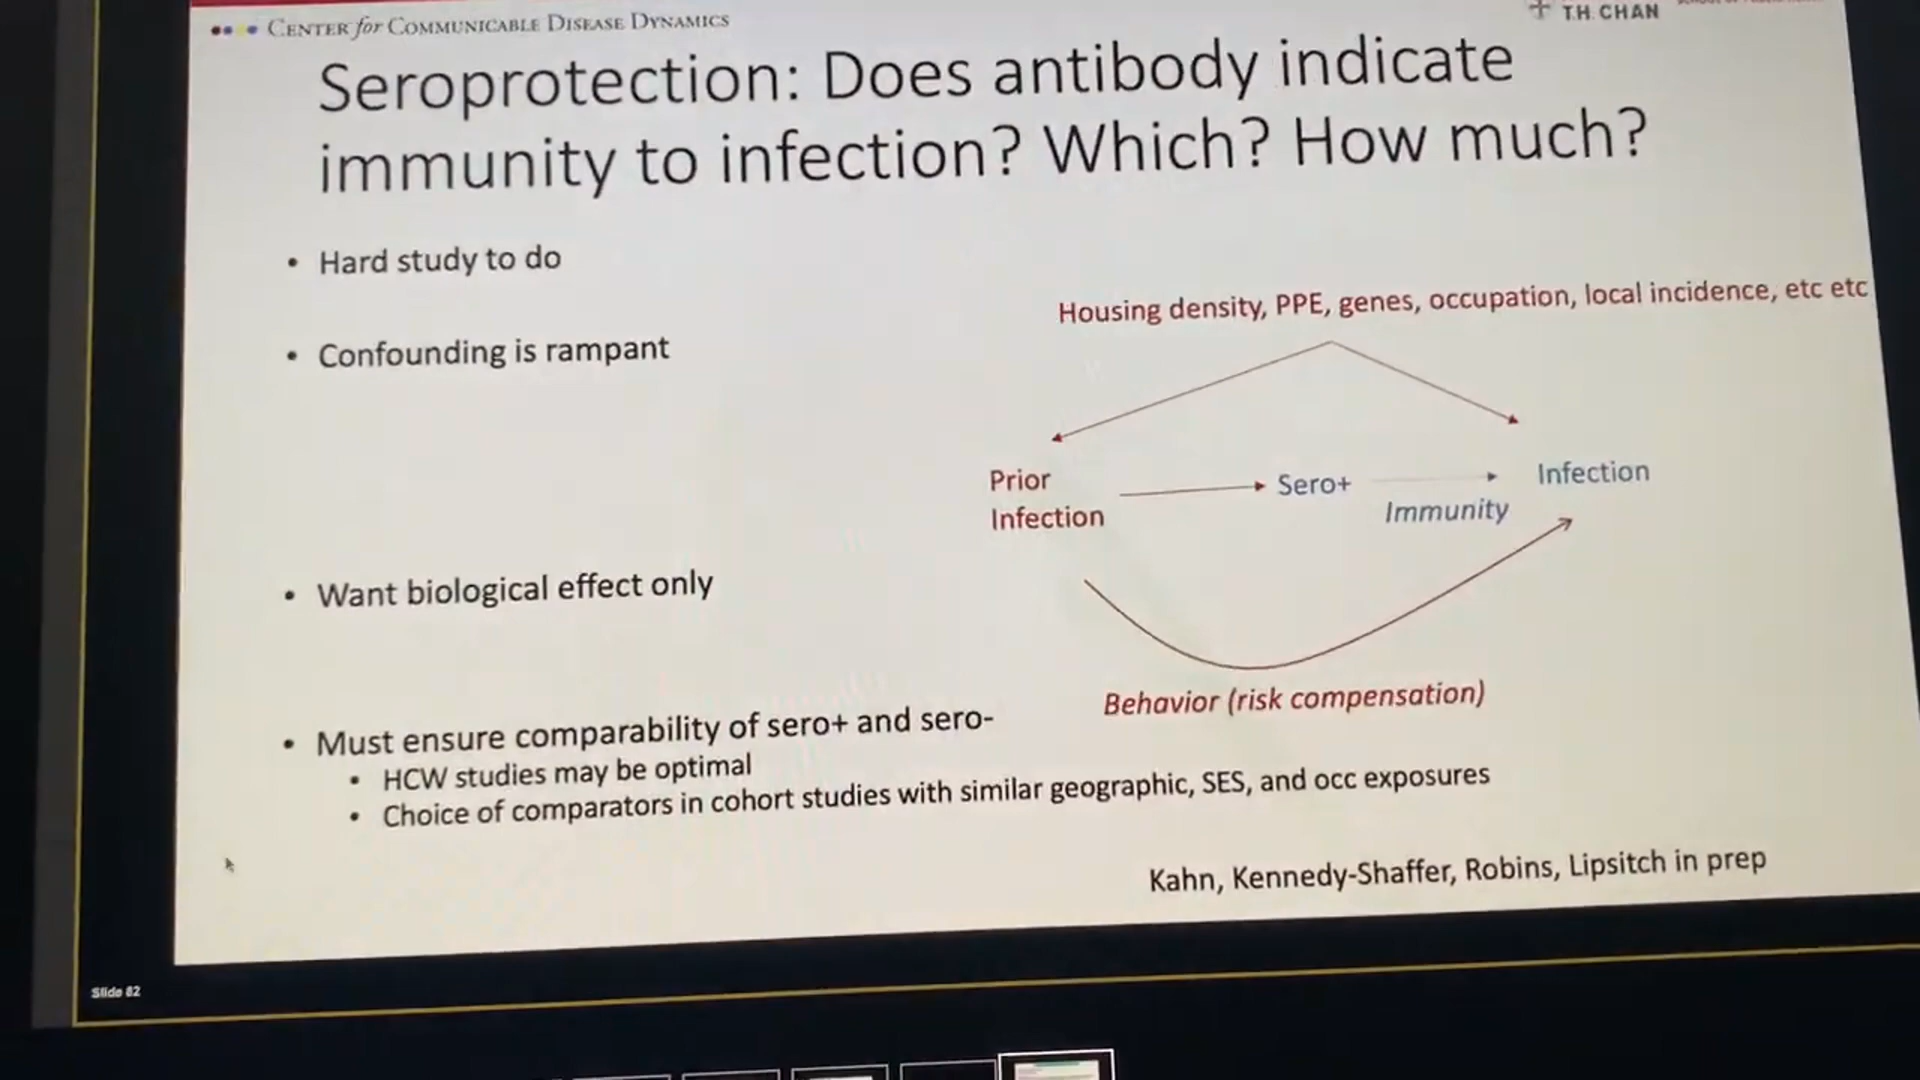 CENTER for COMMUNICABLE DISEASE DYNAMICS
T.H. CHAN
Seroprotection: Does antibody indicate
immunity to infection? Which? How much?
• Hard study to do
• Confounding is rampant
Housing density, PPE, genes, occupation, local incidence, etc etc
Prior
Infection
Sero+
Immunity
Infection
• Want biological effect only
Behavior (risk compensation)
• Must ensure comparability of sero+ and sero-
• HCW studies may be optimal
• Choice of comparators in cohort studies with similar geographic, SES, and occ exposures
Kahn, Kennedy-Shaffer, Robins, Lipsitch in prep
Slide 82